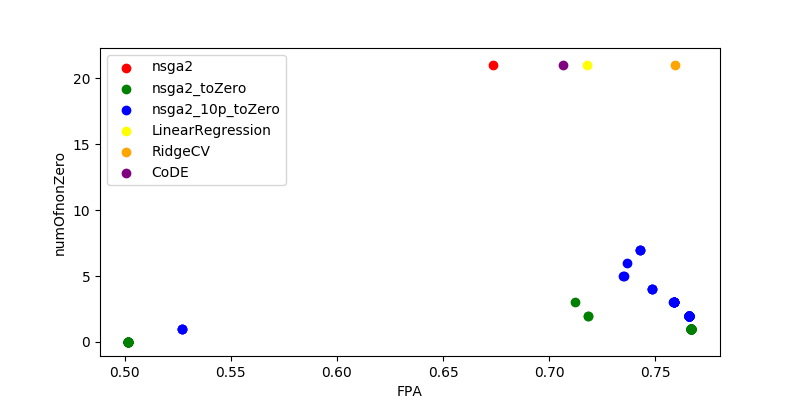 nsga2
nsga2_toZero
nsga2_10p_toZero
LinearRegression
RidgeCV
CoDE
numOfnonZero
20
15
10
5
0
0.50 0.55 0.60 0.65 0.70 0.75
FPA